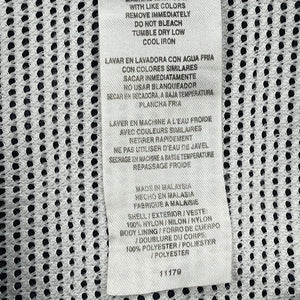 WITH LIKE COLORS
REMOVE IMMEDIATELY
DO NOT BLEACH
TUMBLE DRY LOW
COOL IRON
LAVAR EN LAVADORA CON AGUA FRIA
CON COLORES SIMILARES
SACAR INMEDIATAMENTE
NO USAR BLANQUEADOR
SECAR EN SECADORA, A BAJA TEMPERATURA
PLANCHA FRIA
LAVER EN MACHINE A L'EAU FROIDE
AVEC COULEURS SIMILAIRES
RETIRER RAPIDEMENT
NE PAS UTILISER D'EAU DE JAVEL
SECHAGE EN MACHINE A BASSE TEMPERATURE
REPASSAGE FROIDE
MADE IN MALAYSIA
HECHO EN MALASIA
FABRIQUE A MALAISIE
SHELL / EXTERIOR / VESTE:
100% NYLON / NILON / NYLON
BODY LINING / FORRO DE CUERPO
/ DOUBLURE DU CORPS:
100% POLYESTER / POLIESTER
/ POLYESTER
11179